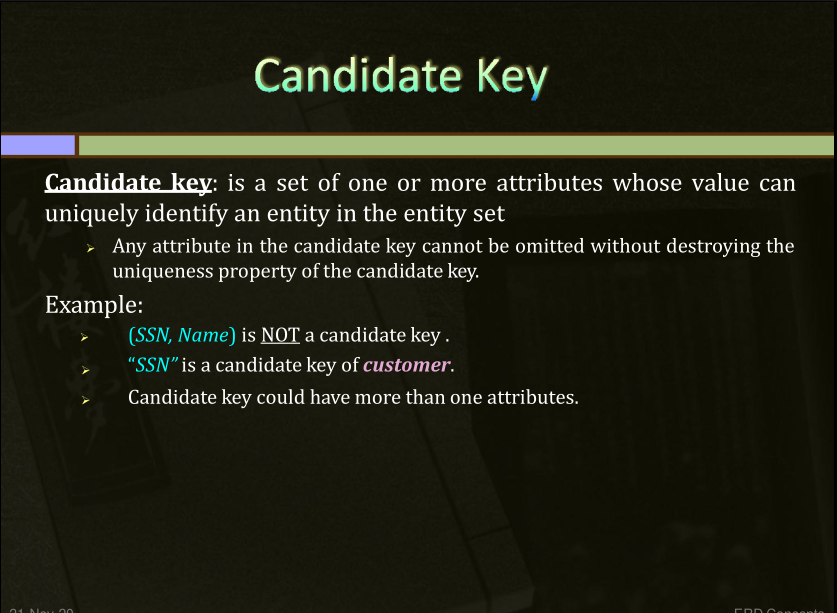 Candidate Key
Candidate key: is a set of one or more attributes whose value can
uniquely identify an entity in the entity set
Any attribute in the candidate key cannot be omitted without destroying the
uniqueness property of the candidate key.
Example:
(SSN, Name) is NOT a candidate key .
“SSN” is a candidate key of customer.
Candidate key could have more than one attributes.
21-Nov-20
ERD Concepts